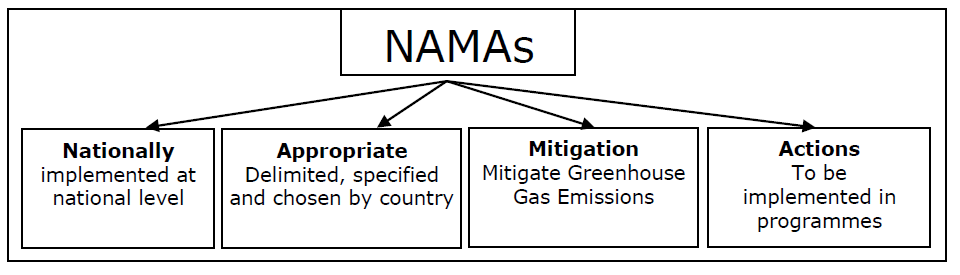 NAMAs
Nationally
implemented at
national level
Appropriate
Delimited, specified
and chosen by country
Mitigation
Mitigate Greenhouse
Gas Emissions
Actions
To be
implemented in
programmes